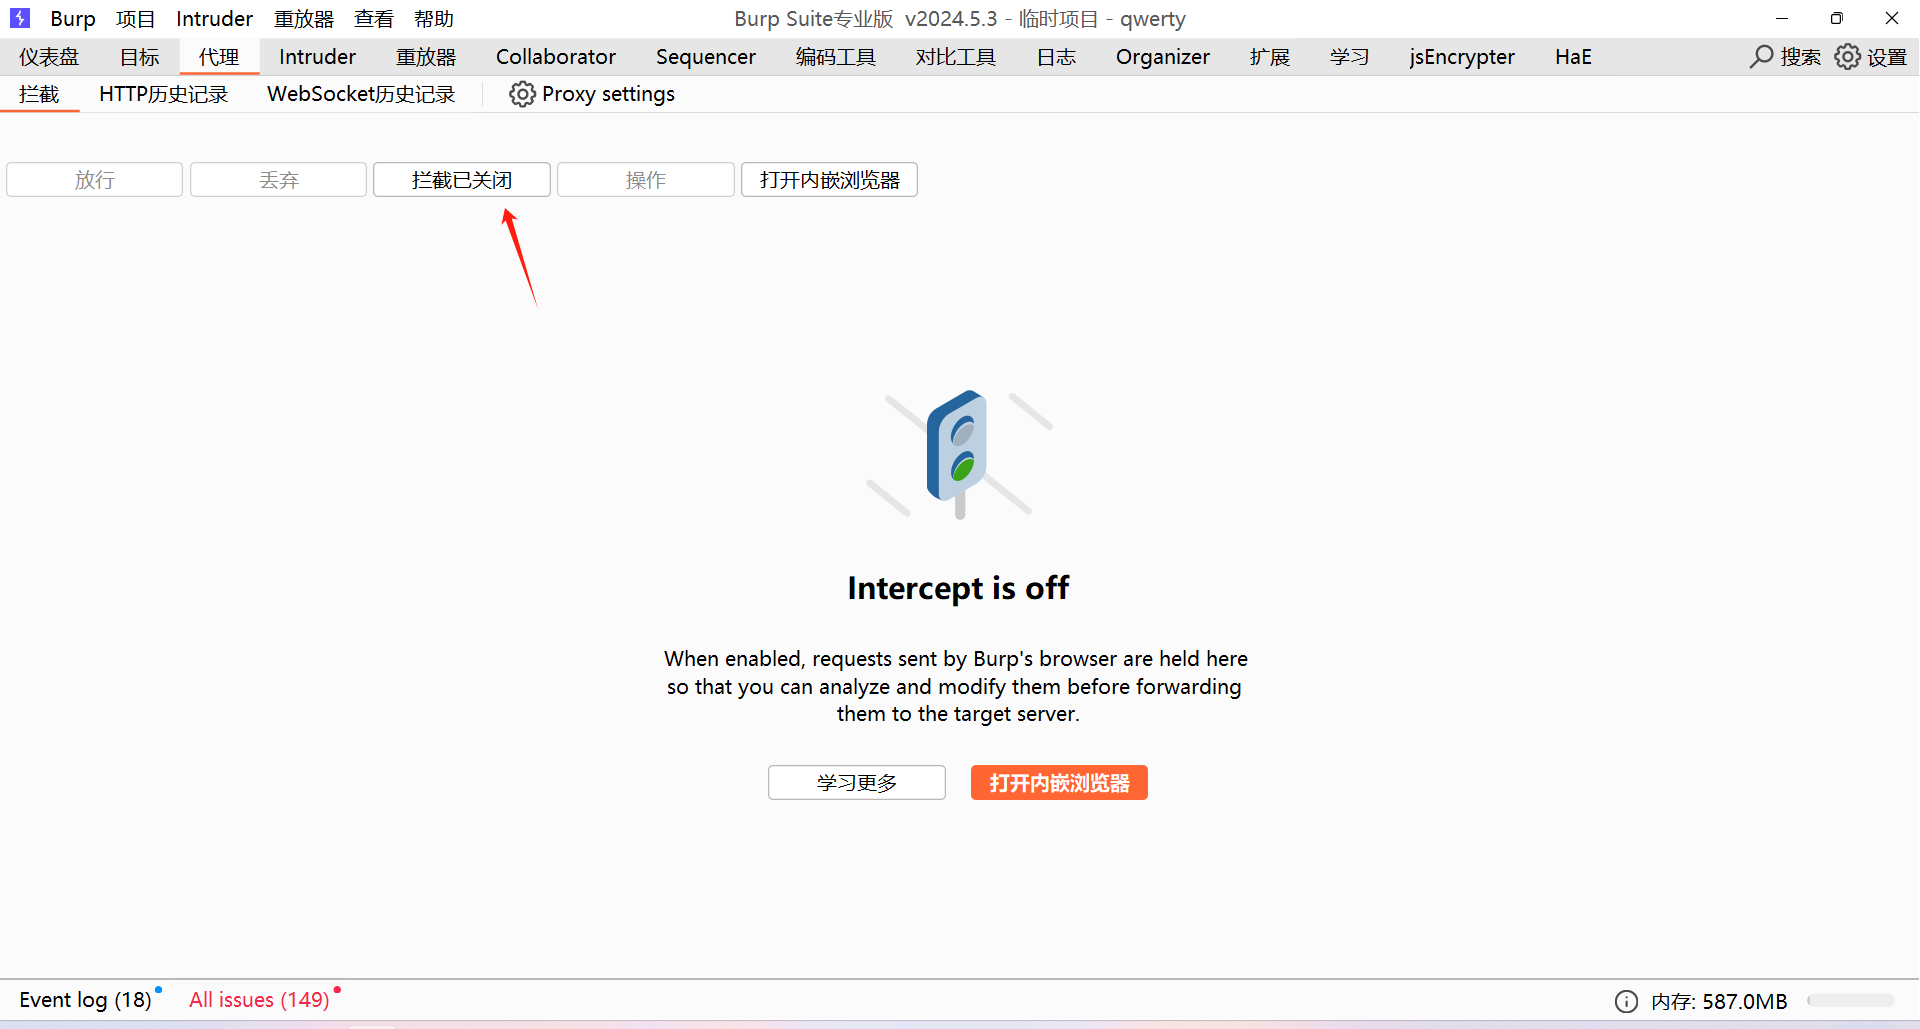 Burp 项目 Intruder 重放器 查看 帮助 Burp Suite专业版 v2024.5.3 - 临时项目 - qwerty
仪表盘 目标 代理 Intruder 重放器 Collaborator Sequencer 编码工具 对比工具 日志 Organizer 扩展 学习 jsEncrypter HaE 搜索 设置
拦截 HTTP历史记录 WebSocket历史记录 Proxy settings
放行 丢弃 拦截已关闭 操作 打开内嵌浏览器
Intercept is off
When enabled, requests sent by Burp's browser are held here
so that you can analyze and modify them before forwarding
them to the target server.
学习更多 打开内嵌浏览器
Event log (18) All issues (149) 内存: 587.0MB